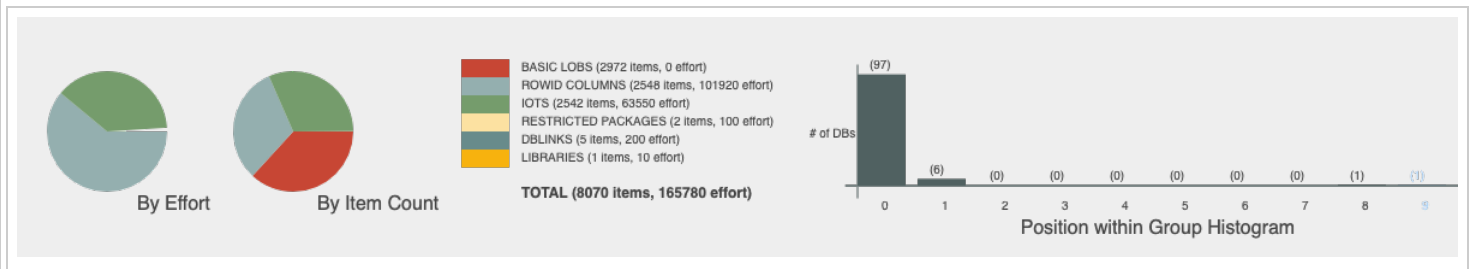 BASIC LOBS (2972 items, 0 effort)
ROWID COLUMNS (2548 items, 101920 effort)
IOTS (2542 items, 63550 effort)
RESTRICTED PACKAGES (2 items, 100 effort)
DBLINKS (5 items, 200 effort)
LIBRARIES (1 items, 10 effort)
TOTAL (8070 items, 165780 effort)
By Effort
By Item Count
(97)
# of DBs
(6)
(0)
(0)
(0)
(0)
(0)
(0)
(1)
0
1
2
3
4
5
6
7
8
Position within Group Histogram